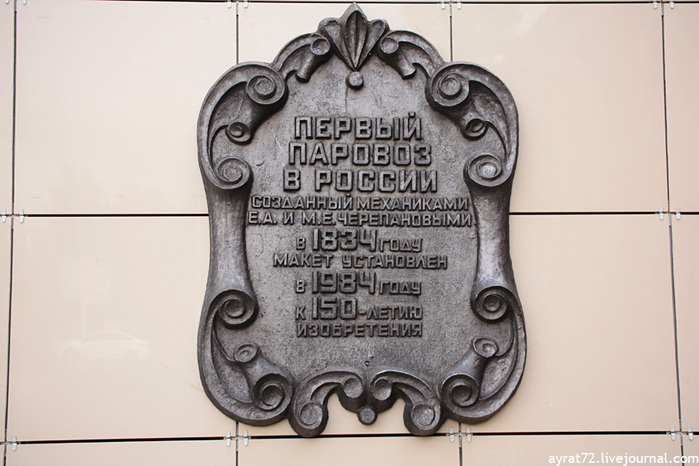 ПЕРВЫЙ
ПАРОВОЗ
В РОССИИ
СОЗДАННЫЙ МЕХАНИКАМИ
Е.А. И М.Е. ЧЕРЕПАНОВЫМИ
В 1834 ГОДУ
МАКЕТ УСТАНОВЛЕН
В 1984 ГОДУ
К 150-ЛЕТИЮ
ИЗОБРЕТЕНИЯ
ayrat72.livejournal.com